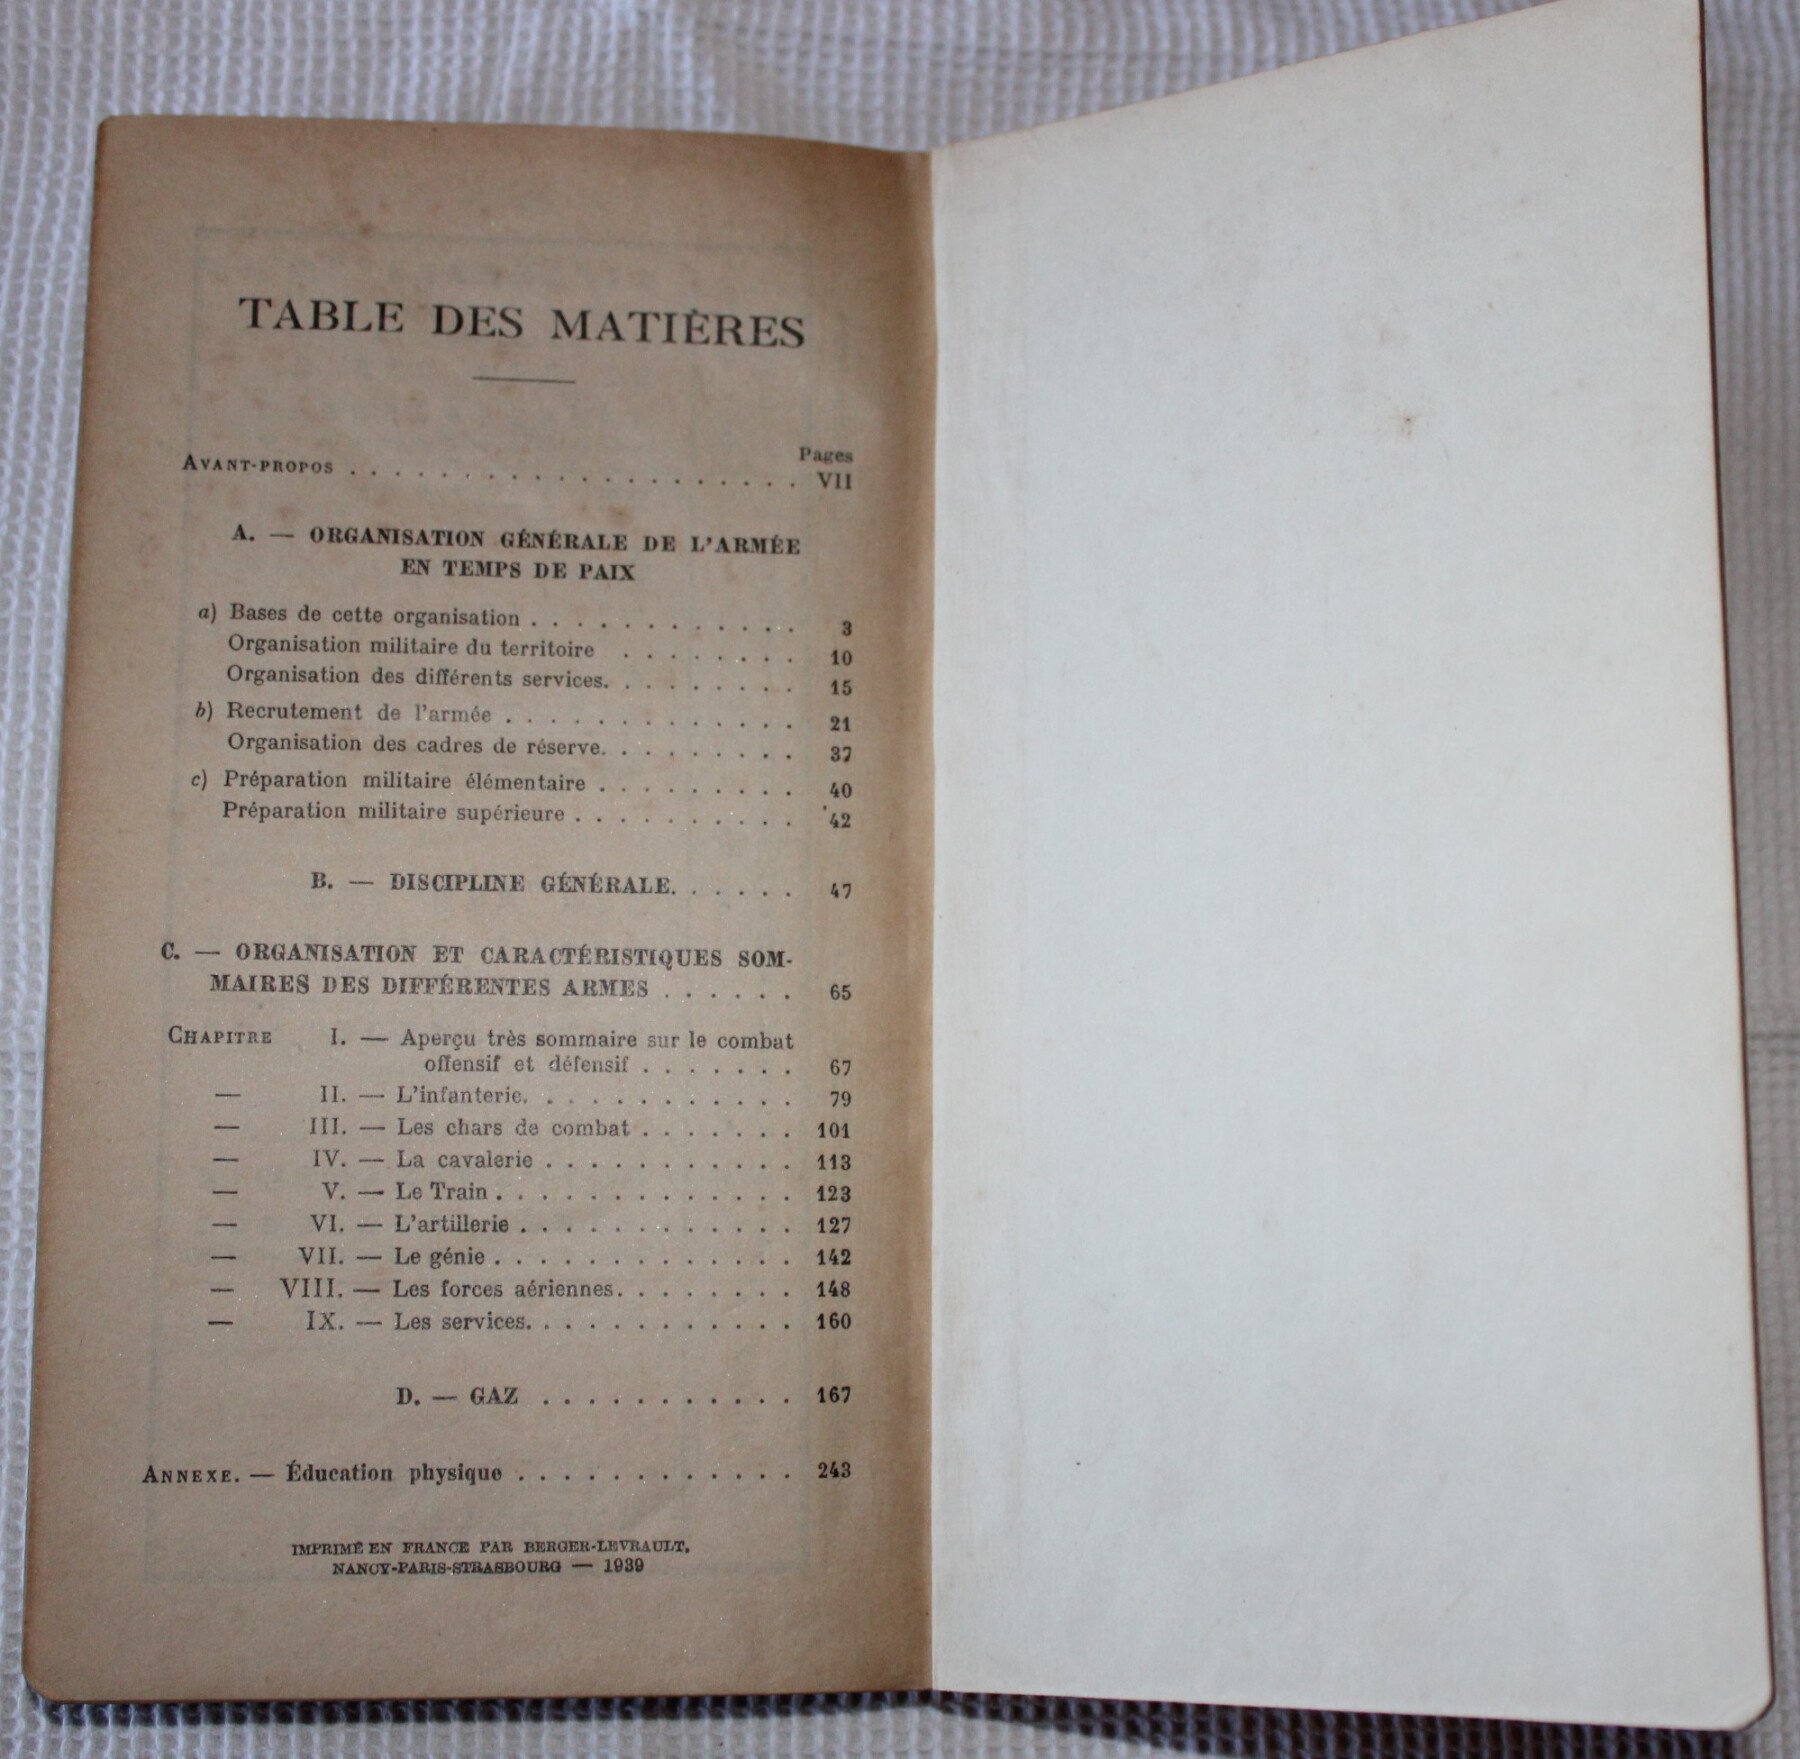 TABLE DES MATIÈRES
Pages
AVANT-PROPOS . . . . . . . . . . . . . . . . . . . . VII
A. — ORGANISATION GÉNÉRALE DE L'ARMÉE
EN TEMPS DE PAIX
a) Bases de cette organisation . . . . . . . . . . . . 3
Organisation militaire du territoire . . . . . . . . 10
Organisation des différents services. . . . . . . . . 15
b) Recrutement de l'armée . . . . . . . . . . . . . 21
Organisation des cadres de réserve. . . . . . . . . 37
c) Préparation militaire élémentaire . . . . . . . . . 40
Préparation militaire supérieure . . . . . . . . . . 42
B. — DISCIPLINE GÉNÉRALE. . . . . . 47
C. — ORGANISATION ET CARACTÉRISTIQUES SOM-
MAIRES DES DIFFÉRENTES ARMES . . . . . . 65
CHAPITRE I. — Aperçu très sommaire sur le combat
offensif et défensif . . . . . . . 67
— II. — L'infanterie. . . . . . . . . . . . 79
— III. — Les chars de combat . . . . . . . 101
— IV. — La cavalerie . . . . . . . . . . . 113
— V. — Le Train . . . . . . . . . . . . . 123
— VI. — L'artillerie . . . . . . . . . . . . 127
— VII. — Le génie . . . . . . . . . . . . . 142
— VIII. — Les forces aériennes. . . . . . . . 148
— IX. — Les services. . . . . . . . . . . . 160
D. — GAZ . . . . . . . . . . . 167
ANNEXE. — Éducation physique . . . . . . . . . . . . 243
IMPRIMÉ EN FRANCE PAR BERGER-LEVRAULT,
NANCY-PARIS-STRASBOURG — 1939